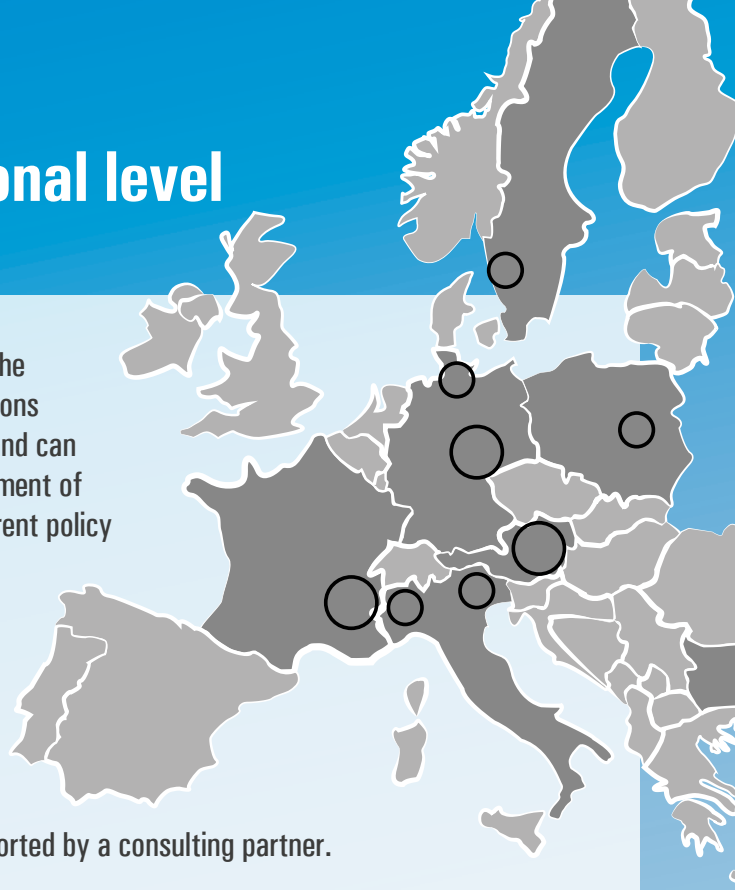 onal level
he
ons
nd can
ment of
rent policy
orted by a consulting partner.